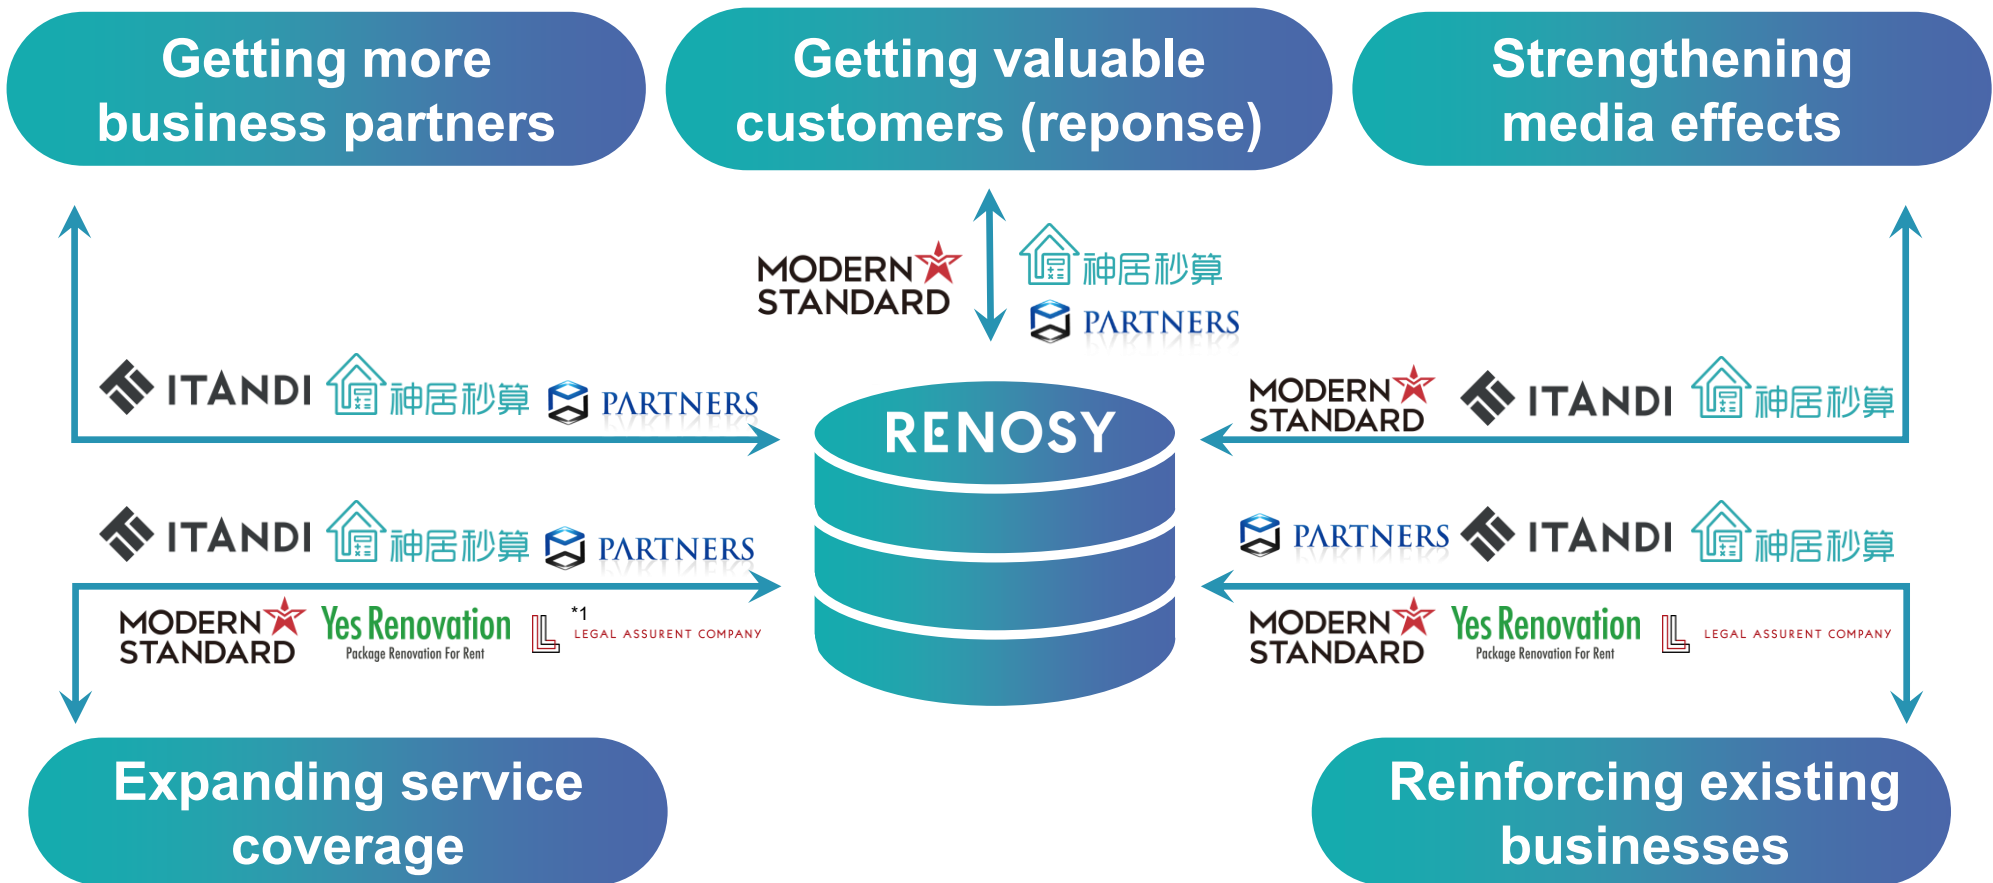 Getting more
business partners
Getting valuable
customers (reponse)
Strengthening
media effects
MODERN
STANDARD
神居秒算
PARTNERS
ITANDI
神居秒算
PARTNERS
MODERN
STANDARD
ITANDI
神居秒算
RENOSY
ITANDI
神居秒算
PARTNERS
PARTNERS
ITANDI
神居秒算
MODERN
STANDARD
Yes Renovation
Package Renovation For Rent
*1
LEGAL ASSURENT COMPANY
MODERN
STANDARD
Yes Renovation
Package Renovation For Rent
LEGAL ASSURENT COMPANY
Expanding service
coverage
Reinforcing existing
businesses